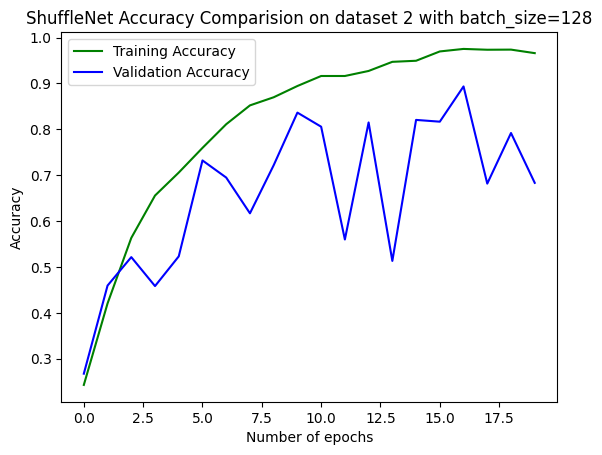 ShuffleNet Accuracy Comparision on dataset 2 with batch_size=128
Training Accuracy
Validation Accuracy
1.0
0.9
0.8
0.7
0.6
0.5
0.4
0.3
Accuracy
0.0 2.5 5.0 7.5 10.0 12.5 15.0 17.5
Number of epochs